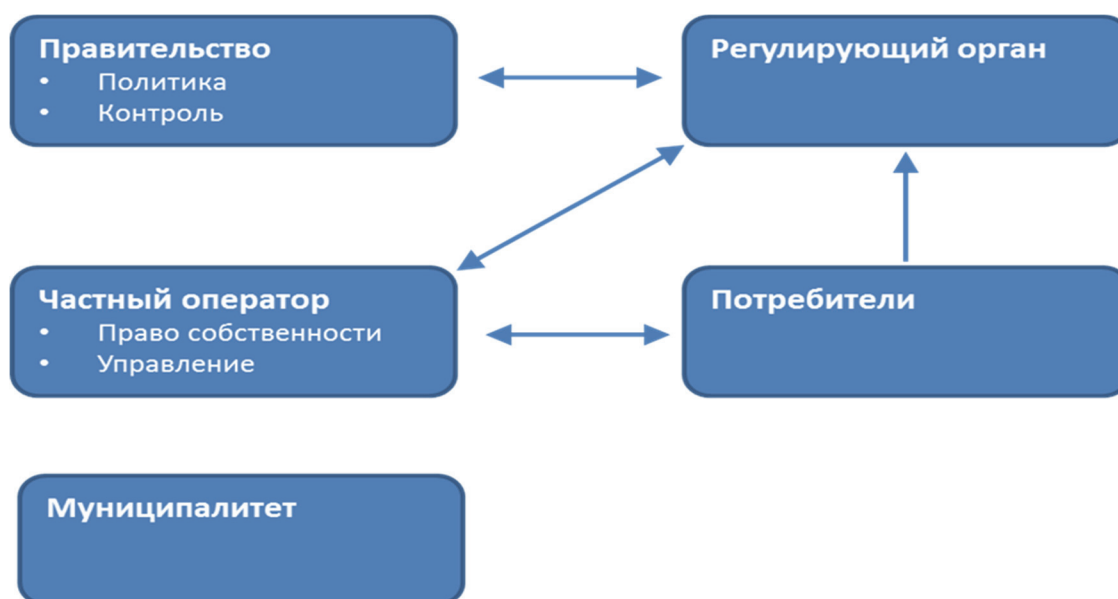 Правительство
• Политика
• Контроль
Регулирующий орган
Частный оператор
• Право собственности
• Управление
Потребители
Муниципалитет